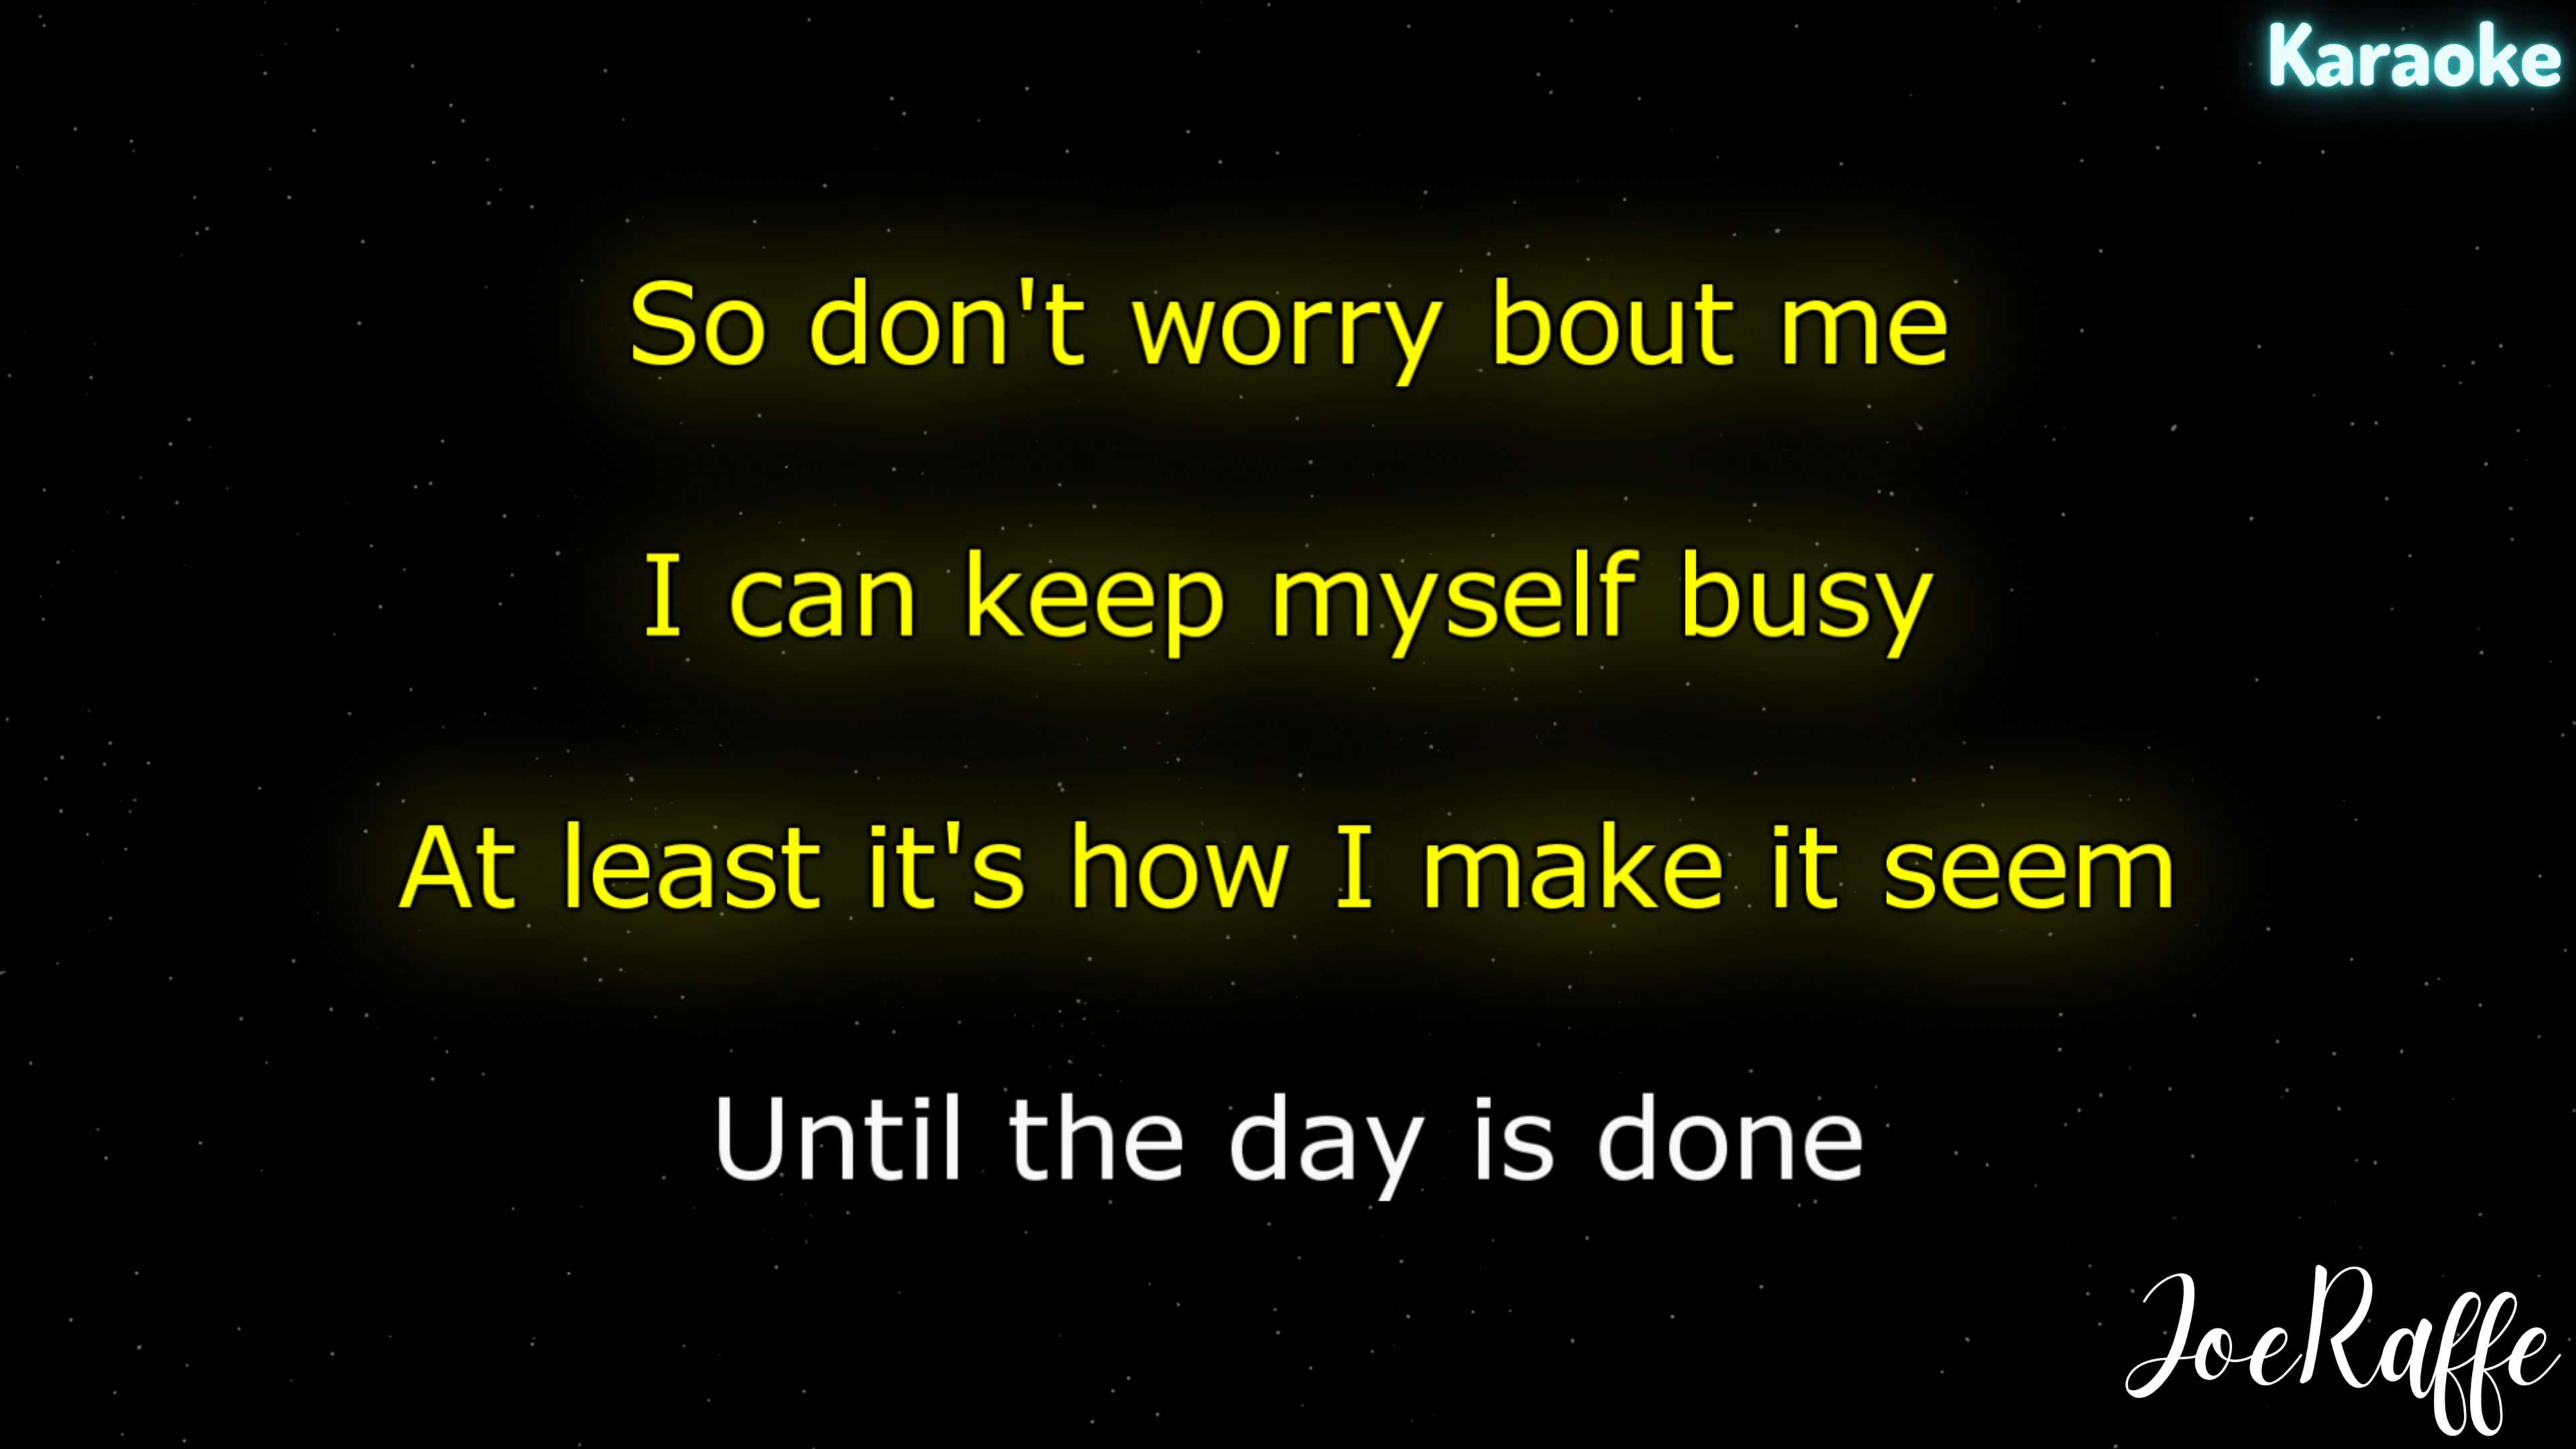 Karaoke
So don't worry bout me
I can keep myself busy
At least it's how I make it seem
Until the day is done
JoeRaffe